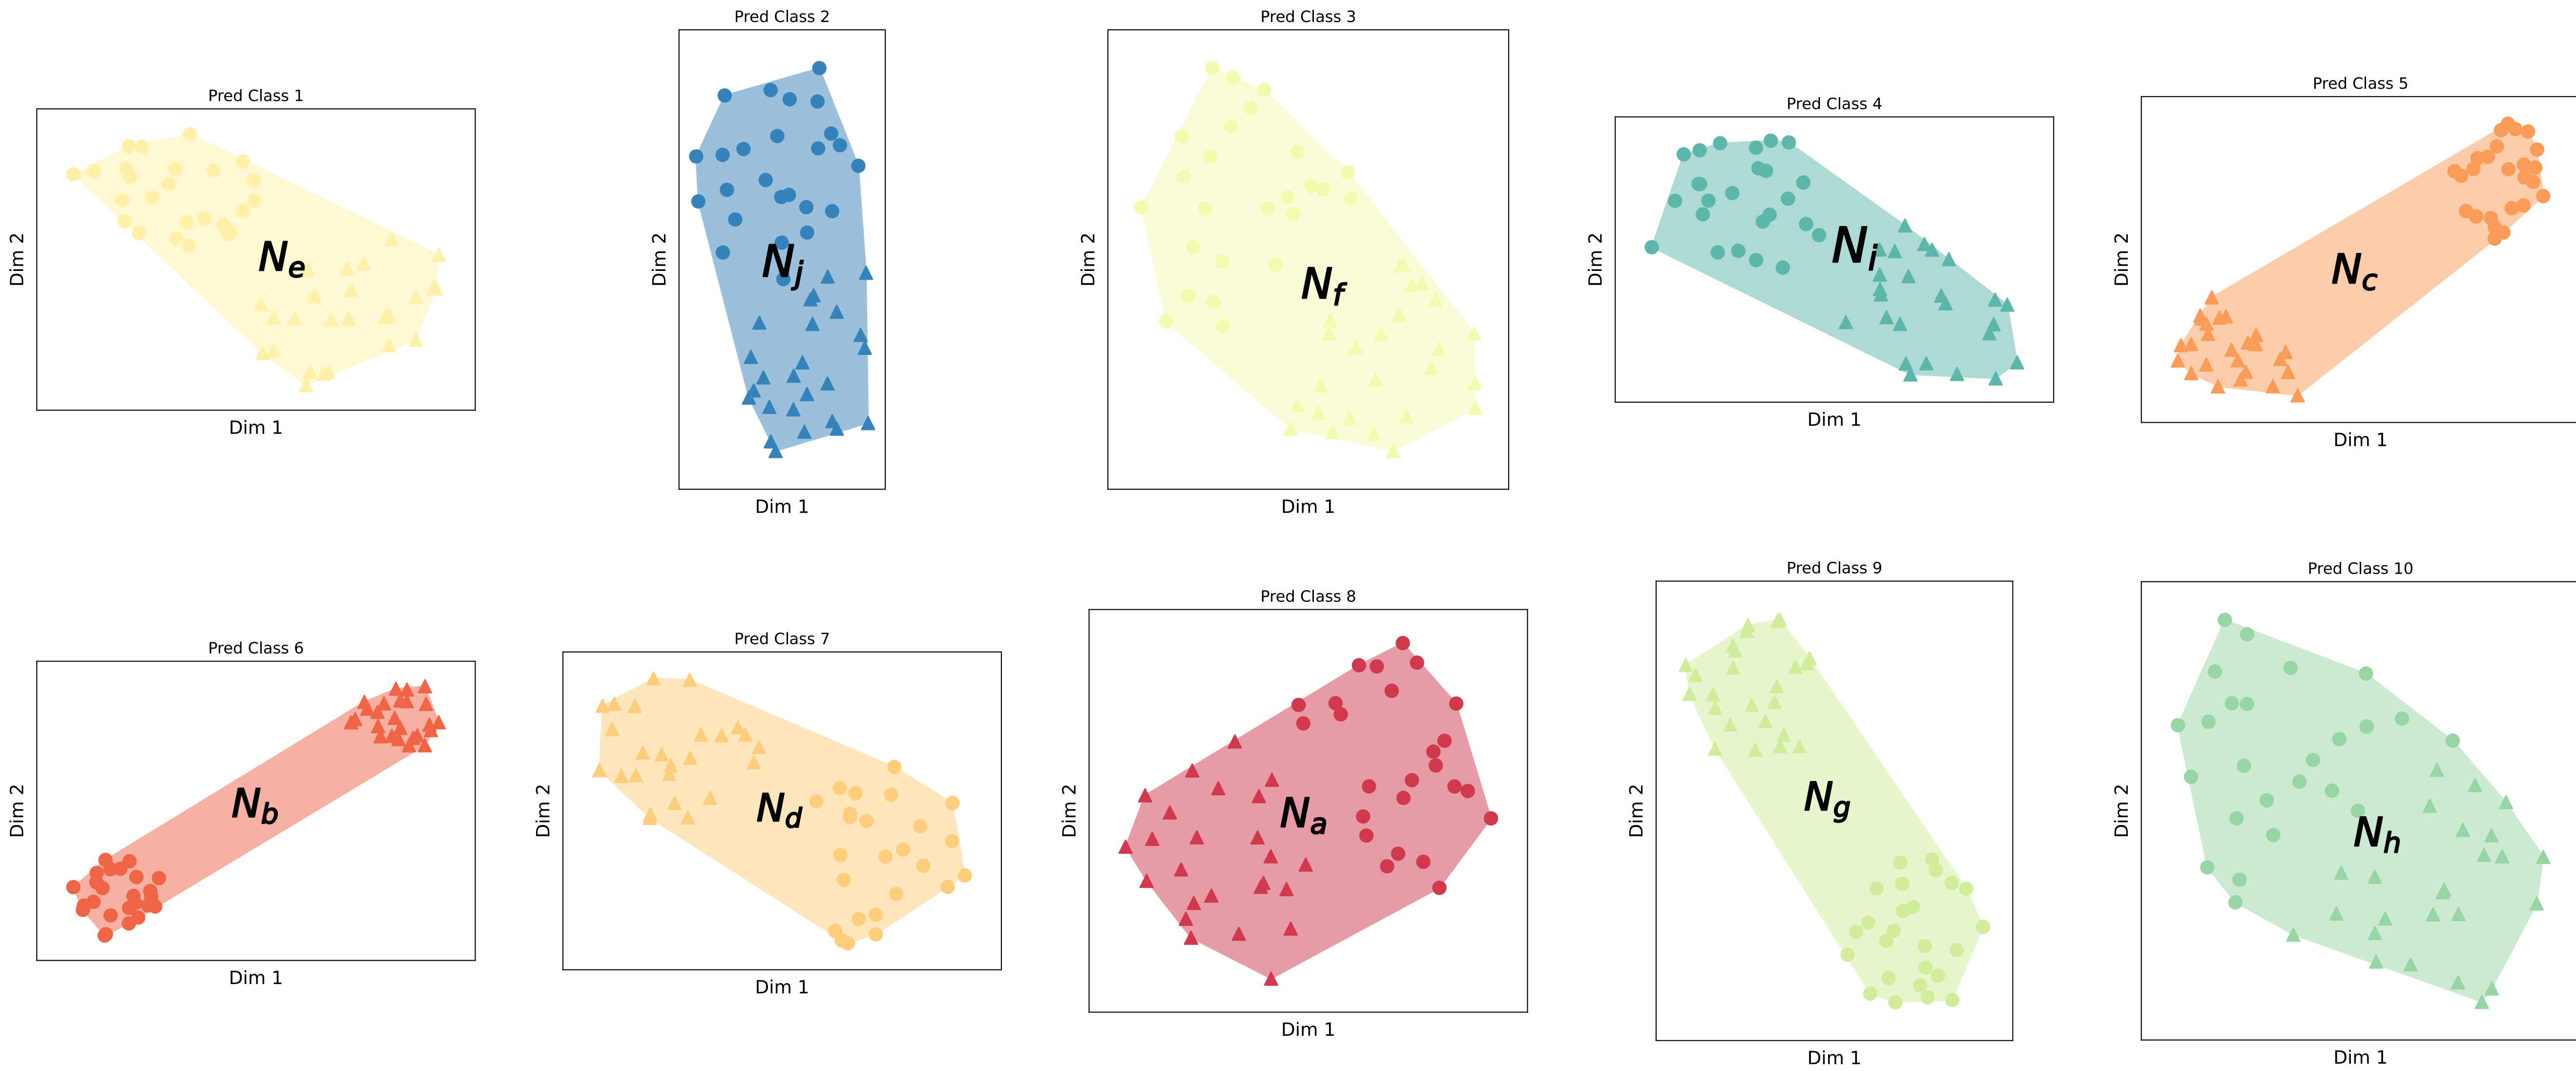 Pred Class 1
Dim 2
N_e
Dim 1
Pred Class 2
Dim 2
N_j
Dim 1
Pred Class 3
Dim 2
N_f
Dim 1
Pred Class 4
Dim 2
N_i
Dim 1
Pred Class 5
Dim 2
N_c
Dim 1
Pred Class 6
Dim 2
N_b
Dim 1
Pred Class 7
Dim 2
N_d
Dim 1
Pred Class 8
Dim 2
N_a
Dim 1
Pred Class 9
Dim 2
N_g
Dim 1
Pred Class 10
Dim 2
N_h
Dim 1